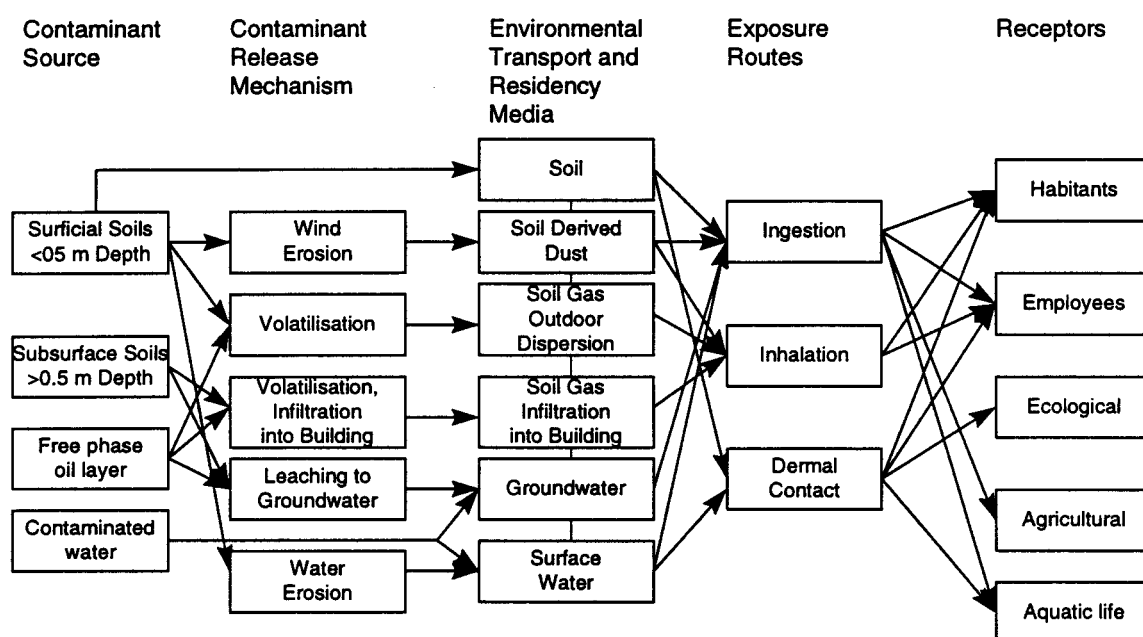 Contaminant
Source
Contaminant
Release
Mechanism
Environmental
Transport and
Residency
Media
Exposure
Routes
Receptors
Surficial Soils
<05 m Depth
Subsurface Soils
>0.5 m Depth
Free phase
oil layer
Contaminated
water
Wind
Erosion
Volatilisation
Volatilisation,
Infiltration
into Building
Leaching to
Groundwater
Water
Erosion
Soil
Soil Derived
Dust
Soil Gas
Outdoor
Dispersion
Soil Gas
Infiltration
into Building
Groundwater
Surface
Water
Ingestion
Inhalation
Dermal
Contact
Habitants
Employees
Ecological
Agricultural
Aquatic life